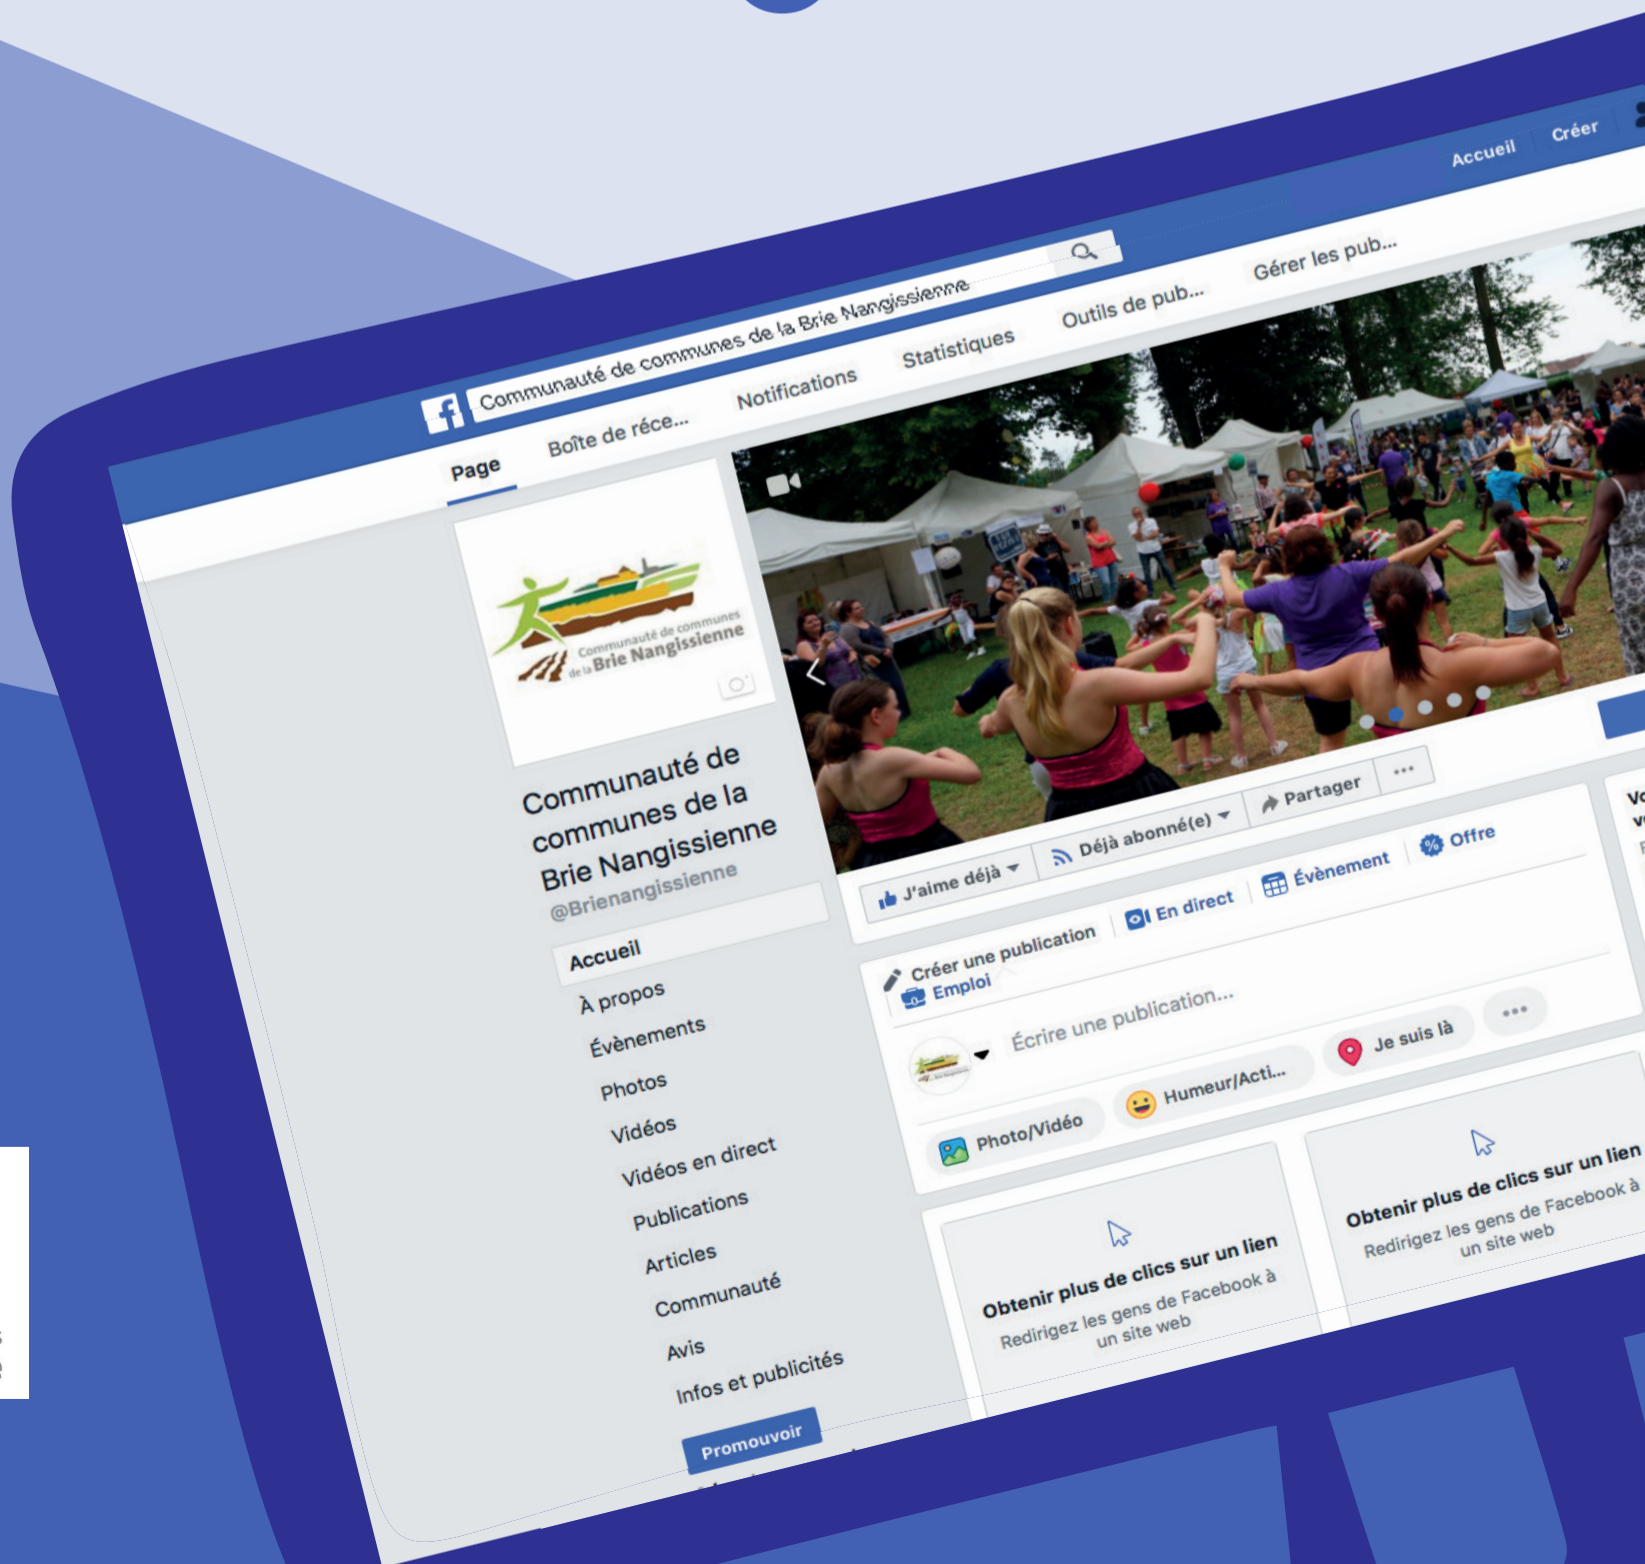 Accueil
Créer
Communauté de communes de la Brie Nangissienne
Page
Boîte de réce...
Notifications
Statistiques
Outils de pub...
Gérer les pub...
Communauté de communes
de la Brie Nangissienne
Communauté de
communes de la
Brie Nangissienne
@Brienangissienne
Accueil
À propos
Évènements
Photos
Vidéos
Vidéos en direct
Publications
Articles
Communauté
Avis
Infos et publicités
Promouvoir
J'aime déjà
Déjà abonné(e)
Partager
...
Créer une publication
En direct
Évènement
Offre
Emploi
Écrire une publication...
Photo/Vidéo
Humeur/Acti...
Je suis là
...
Obtenir plus de clics sur un lien
Redirigez les gens de Facebook à
un site web
Obtenir plus de clics sur un lien
Redirigez les gens de Facebook à
un site web